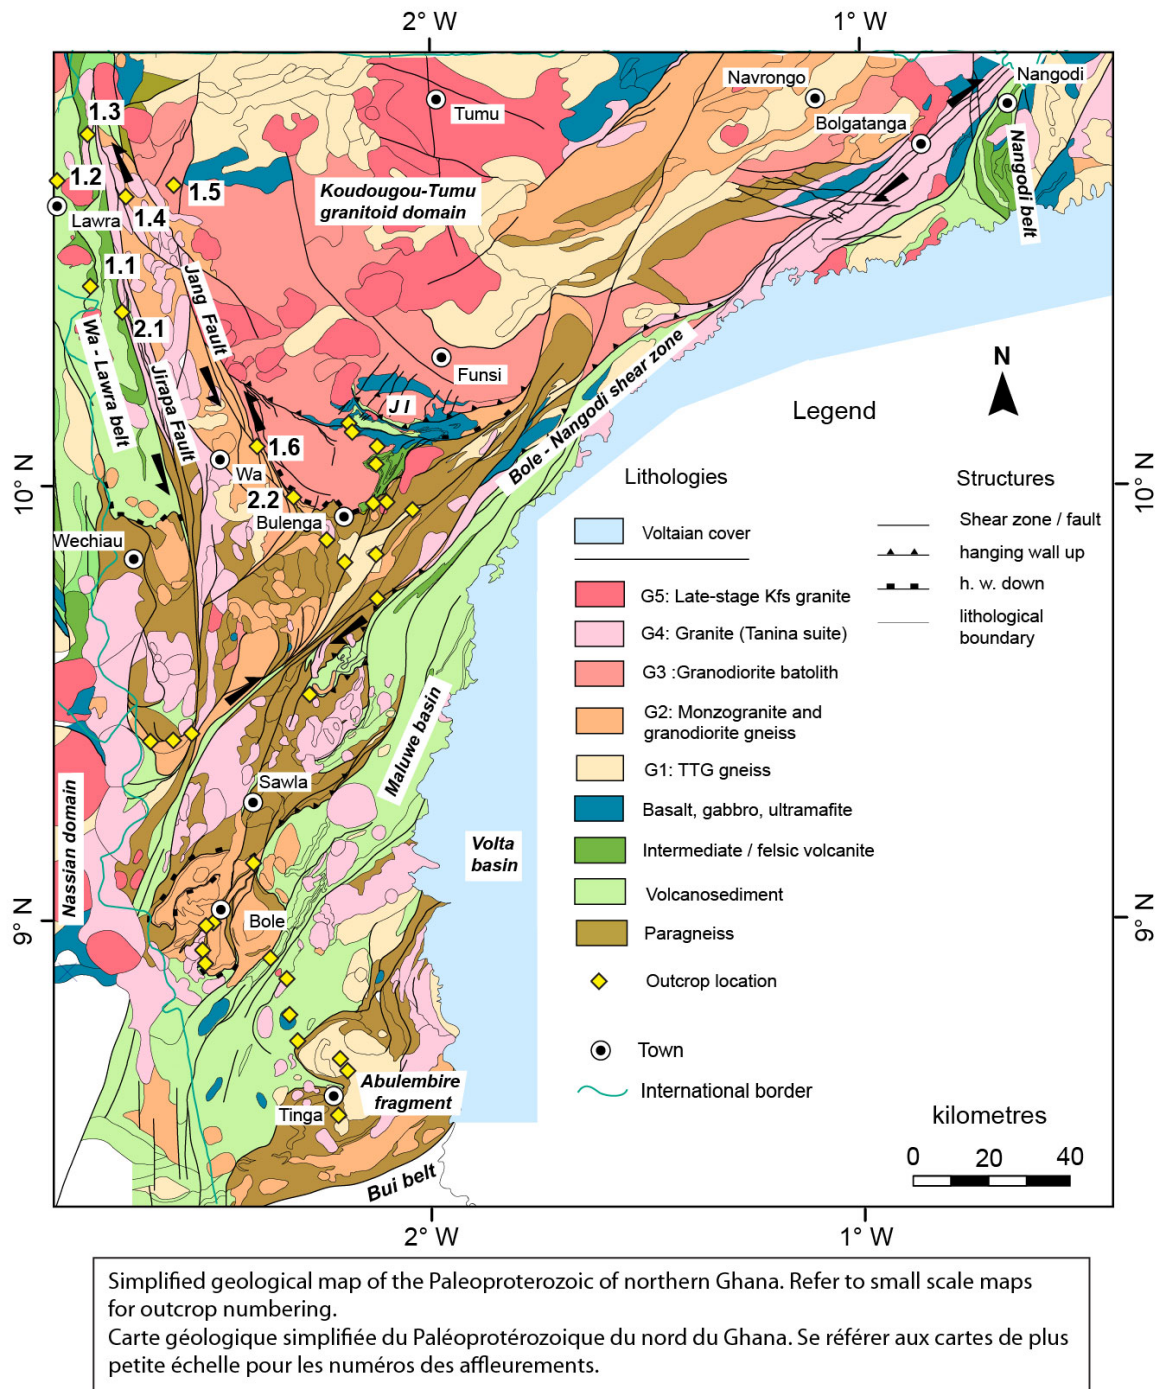 2° W
1° W
Navrongo
Nangodi
Tumu
1.3
Bolgatanga
Nangodi belt
1.2
1.5
Koudougou-Tumu
granitoid domain
Lawra
1.4
1.1
Jang Fault
2.1
Wa - Lawra belt
Jirapa Fault
Funsi
Bole - Nangodi shear zone
N
J I
Legend
1.6
Wa
10° N
10° N
2.2
Bulenga
Wechiau
Lithologies
Structures
Voltaian cover
Shear zone / fault
hanging wall up
h. w. down
lithological
boundary
G5: Late-stage Kfs granite
G4: Granite (Tanina suite)
G3 :Granodiorite batolith
G2: Monzogranite and
granodiorite gneiss
G1: TTG gneiss
Basalt, gabbro, ultramafite
Intermediate / felsic volcanite
Volcanosediment
Paragneiss
Outcrop location
Town
International border
Maluwe basin
Sawla
Nassian domain
Volta
basin
9° N
9° N
Bole
Abulembire
fragment
Tinga
Bui belt
kilometres
0 20 40
2° W
1° W
Simplified geological map of the Paleoproterozoic of northern Ghana. Refer to small scale maps
for outcrop numbering.
Carte géologique simplifiée du Paléoprotérozoique du nord du Ghana. Se référer aux cartes de plus
petite échelle pour les numéros des affleurements.